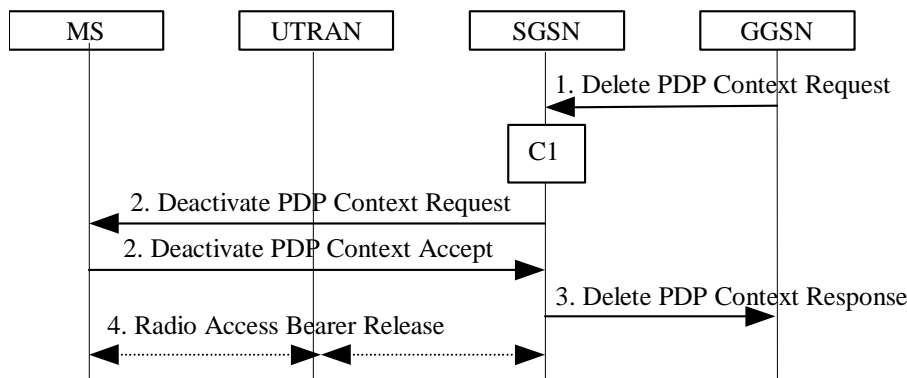 MS
UTRAN
SGSN
GGSN
1. Delete PDP Context Request
C1
2. Deactivate PDP Context Request
2. Deactivate PDP Context Accept
3. Delete PDP Context Response
4. Radio Access Bearer Release